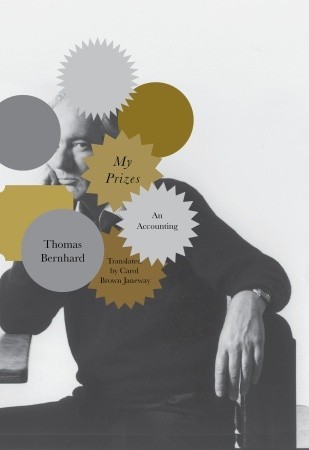 My
Prizes
An
Accounting
Thomas
Bernhard
Translated
by Carol
Brown Janeway